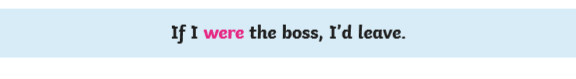 If I were the boss, I'd leave.